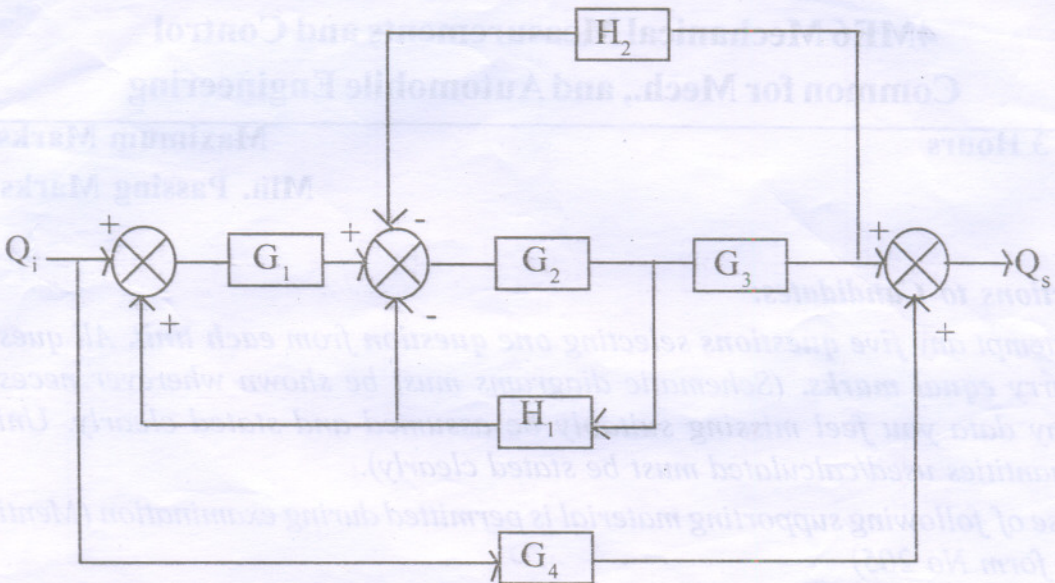 4ME6 Mechanical Measurements and Control
H₂
Common for Mech., and Automobile Engineering
3 Hours Maximum Marks
Min. Passing Marks
+ + - +
Qᵢ G₁ G₂ G₃ Qₛ
tions to Candidates:
+ - +
tempt any five questions selecting one question from each Unit. All ques
rry equal marks. (Schematic diagrams must be shown wherever neces
H₁
y data you feel missing suitably be assumed and stated clearly. Uni
uantities used/calculated must be stated clearly).
se of following supporting material is permitted during examination (Menti
form No 205)
G₄